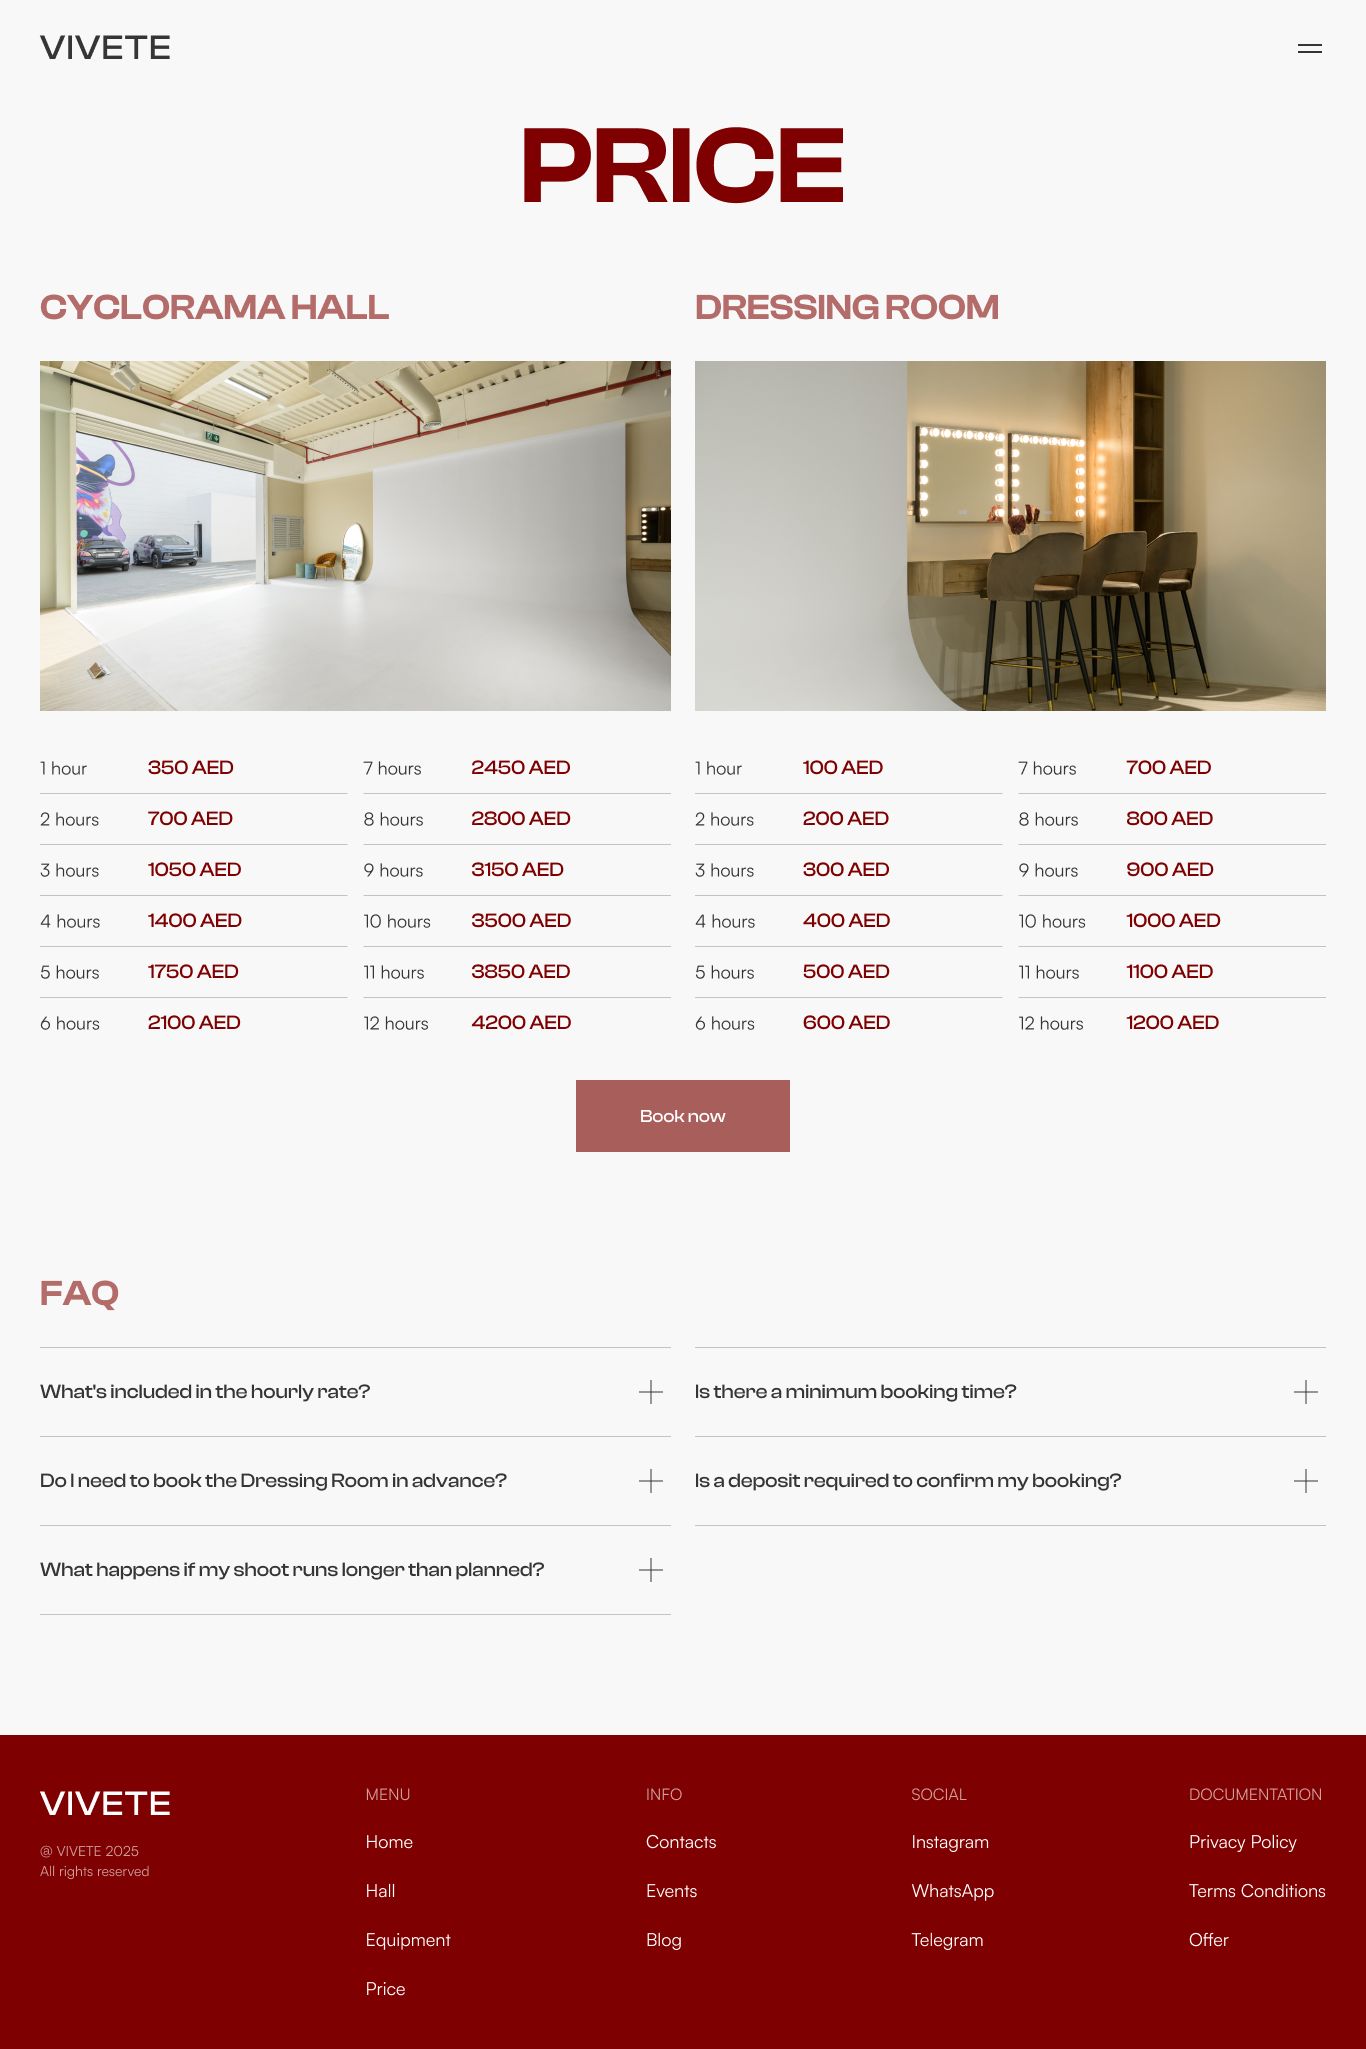 VIVETE
PRICE
CYCLORAMA HALL
DRESSING ROOM
1 hour 350 AED
2 hours 700 AED
3 hours 1050 AED
4 hours 1400 AED
5 hours 1750 AED
6 hours 2100 AED
7 hours 2450 AED
8 hours 2800 AED
9 hours 3150 AED
10 hours 3500 AED
11 hours 3850 AED
12 hours 4200 AED
1 hour 100 AED
2 hours 200 AED
3 hours 300 AED
4 hours 400 AED
5 hours 500 AED
6 hours 600 AED
7 hours 700 AED
8 hours 800 AED
9 hours 900 AED
10 hours 1000 AED
11 hours 1100 AED
12 hours 1200 AED
Book now
FAQ
What's included in the hourly rate?
Do I need to book the Dressing Room in advance?
What happens if my shoot runs longer than planned?
Is there a minimum booking time?
Is a deposit required to confirm my booking?
VIVETE
@ VIVETE 2025
All rights reserved
MENU
Home
Hall
Equipment
Price
INFO
Contacts
Events
Blog
SOCIAL
Instagram
WhatsApp
Telegram
DOCUMENTATION
Privacy Policy
Terms Conditions
Offer